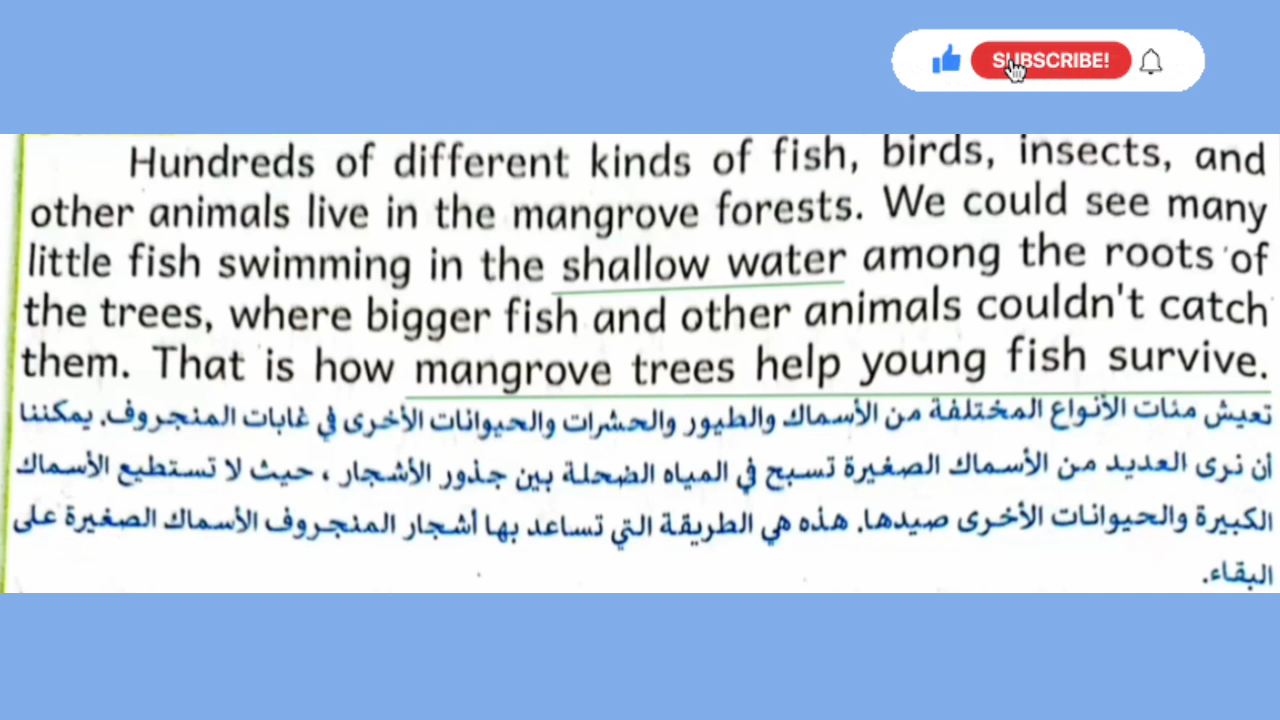 SUBSCRIBE!
Hundreds of different kinds of fish, birds, insects, and
other animals live in the mangrove forests. We could see many
little fish swimming in the shallow water among the roots of
the trees, where bigger fish and other animals couldn't catch
them. That is how mangrove trees help young fish survive.
تعيش مئات الأنواع المختلفة من الأسماك والطيور والحشرات والحيوانات الأخرى في غابات المنجروف. يمكننا
أن نرى العديد من الأسماك الصغيرة تسبح في المياه الضحلة بين جذور الأشجار ، حيث لا تستطيع الأسماك
الكبيرة والحيوانات الأخرى صيدها. هذه هي الطريقة التي تساعد بها أشجار المنجروف الأسماك الصغيرة على
البقاء.